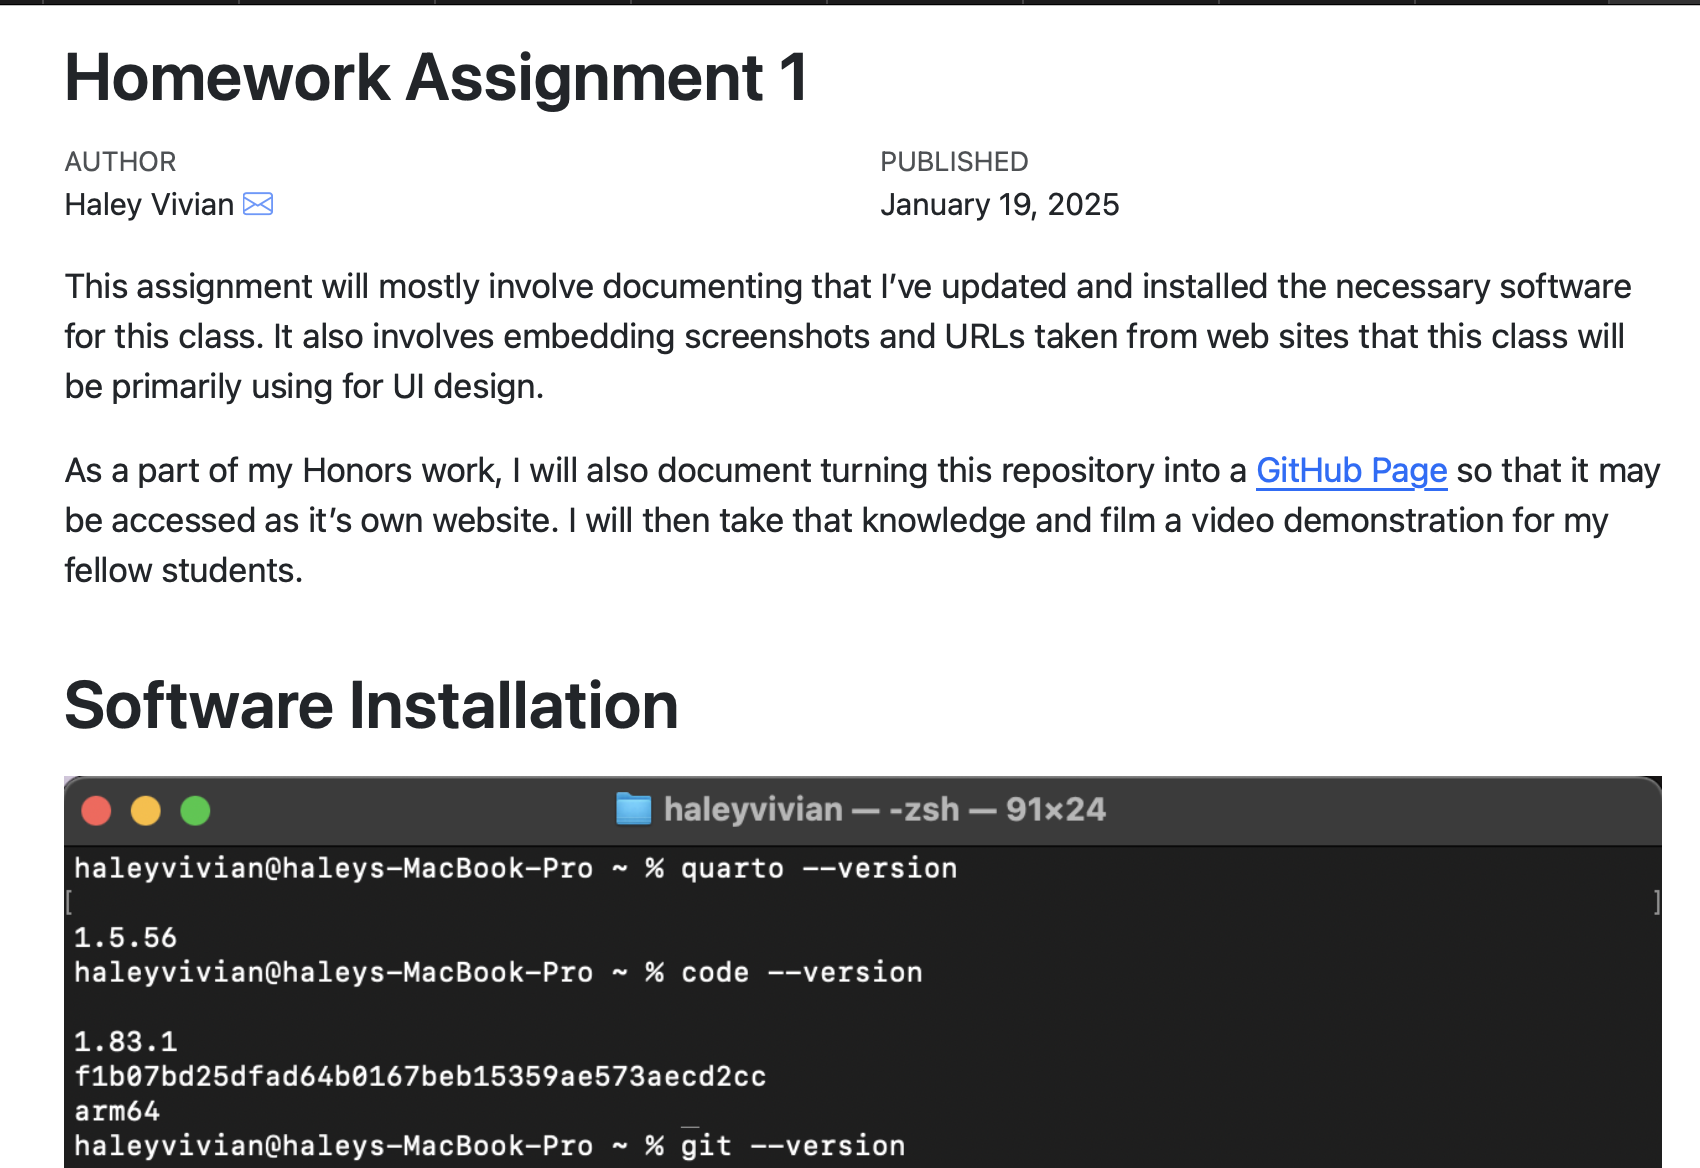 Homework Assignment 1
AUTHOR
Haley Vivian
PUBLISHED
January 19, 2025
This assignment will mostly involve documenting that I’ve updated and installed the necessary software
for this class. It also involves embedding screenshots and URLs taken from web sites that this class will
be primarily using for UI design.
As a part of my Honors work, I will also document turning this repository into a GitHub Page so that it may
be accessed as it’s own website. I will then take that knowledge and film a video demonstration for my
fellow students.
Software Installation
haleyvivian — -zsh — 91×24
haleyvivian@haleys-MacBook-Pro ~ % quarto --version
[ ]
1.5.56
haleyvivian@haleys-MacBook-Pro ~ % code --version
1.83.1
f1b07bd25dfad64b0167beb15359ae573aecd2cc
arm64
haleyvivian@haleys-MacBook-Pro ~ % git --version